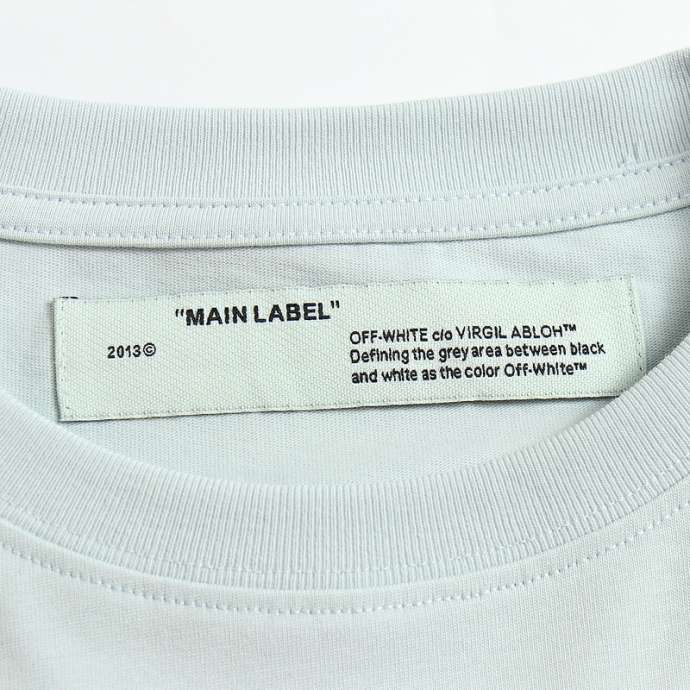 "MAIN LABEL"
2013©
OFF-WHITE c/o VIRGIL ABLOH™
Defining the grey area between black
and white as the color Off-White™